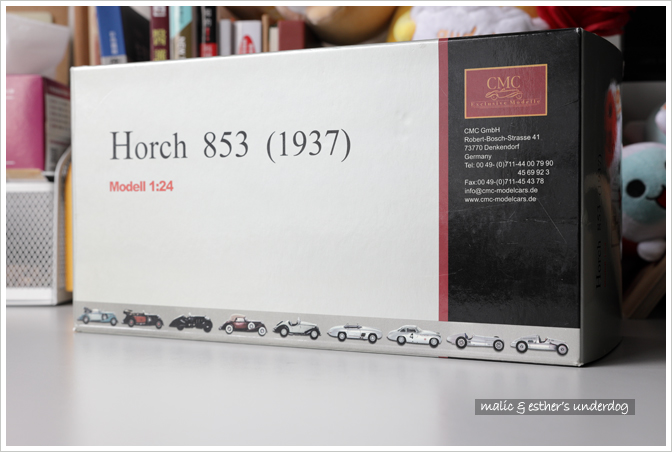 Horch 853 (1937)
Modell 1:24
CMC
Exclusive Modelle
CMC GmbH
Robert-Bosch-Strasse 41
73770 Denkendorf
Germany
Tel: 00 49- (0)711-44 00 79 90
45 69 92 3
Fax:00 49-(0)711-45 43 78
info@cmc-modelcars.de
www.cmc-modelcars.de
Horch 853
4
malic & esther's underdog